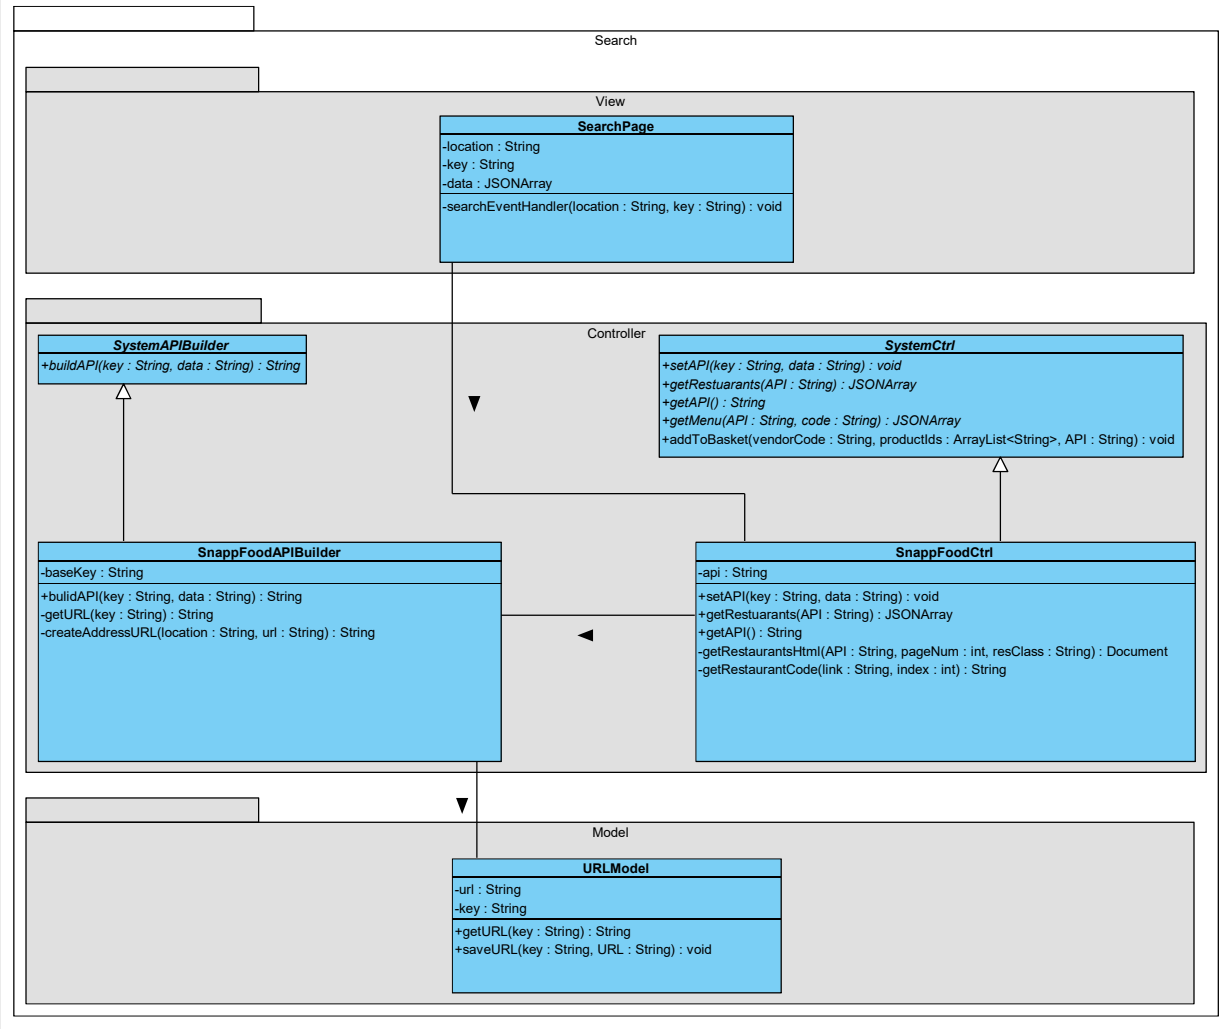 Search
View
SearchPage
-location : String
-key : String
-data : JSONArray
-searchEventHandler(location : String, key : String) : void
Controller
SystemAPIBuilder
+buildAPI(key : String, data : String) : String
SystemCtrl
+setAPI(key : String, data : String) : void
+getRestuarants(API : String) : JSONArray
+getAPI() : String
+getMenu(API : String, code : String) : JSONArray
+addToBasket(vendorCode : String, productIds : ArrayList<String>, API : String) : void
SnappFoodAPIBuilder
-baseKey : String
+bulidAPI(key : String, data : String) : String
-getURL(key : String) : String
-createAddressURL(location : String, url : String) : String
SnappFoodCtrl
-api : String
+setAPI(key : String, data : String) : void
+getRestuarants(API : String) : JSONArray
+getAPI() : String
-getRestaurantsHtml(API : String, pageNum : int, resClass : String) : Document
-getRestaurantCode(link : String, index : int) : String
Model
URLModel
-url : String
-key : String
+getURL(key : String) : String
+saveURL(key : String, URL : String) : void